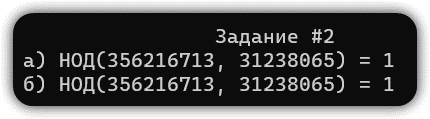 Задание #2
а) НОД(356216713, 31238065) = 1
б) НОД(356216713, 31238065) = 1